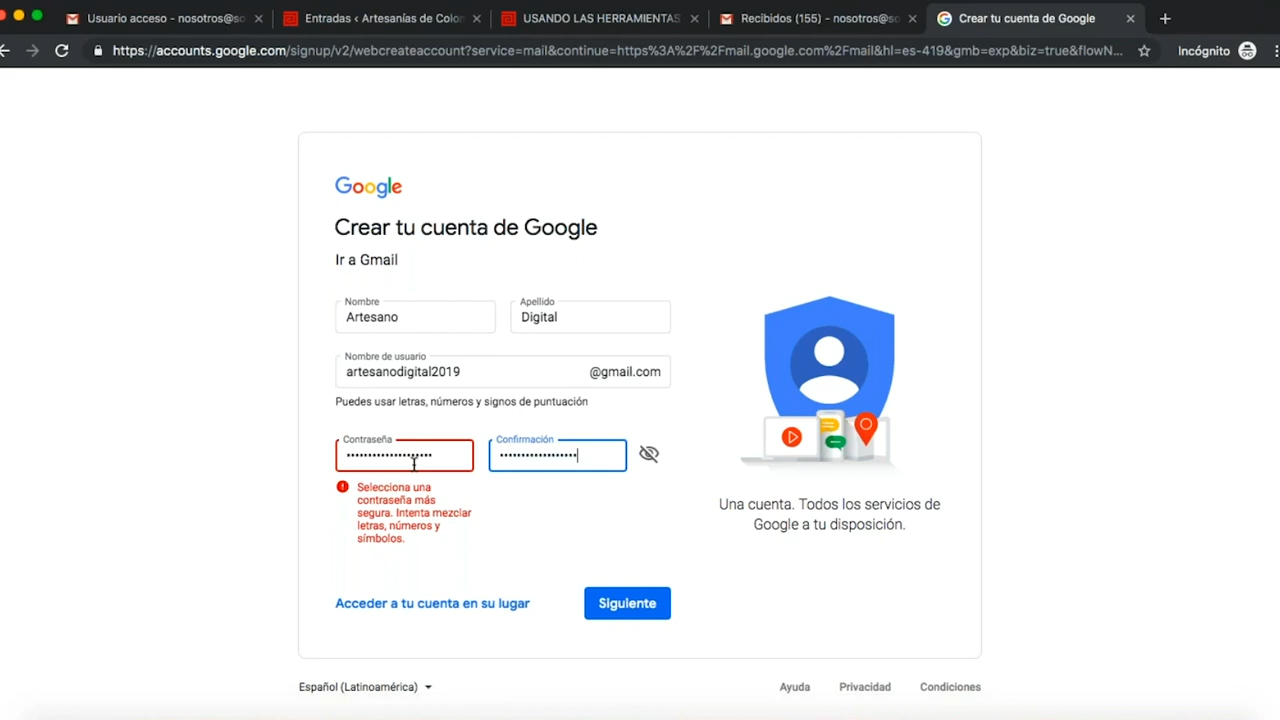 Usuario acceso - nosotros@so
Entradas ‹ Artesanías de Colom
USANDO LAS HERRAMIENTAS
Recibidos (155) - nosotros@so
Crear tu cuenta de Google
https://accounts.google.com/signup/v2/webcreateaccount?service=mail&continue=https%3A%2F%2Fmail.google.com%2Fmail&hl=es-419&gmb=exp&biz=true&flowN...
Incógnito
Google
Crear tu cuenta de Google
Ir a Gmail
Nombre
Apellido
Artesano
Digital
Nombre de usuario
artesanodigital2019
@gmail.com
Puedes usar letras, números y signos de puntuación
Contraseña
Confirmación
Selecciona una
contraseña más
segura. Intenta mezclar
letras, números y
símbolos.
Una cuenta. Todos los servicios de
Google a tu disposición.
Acceder a tu cuenta en su lugar
Siguiente
Español (Latinoamérica)
Ayuda
Privacidad
Condiciones